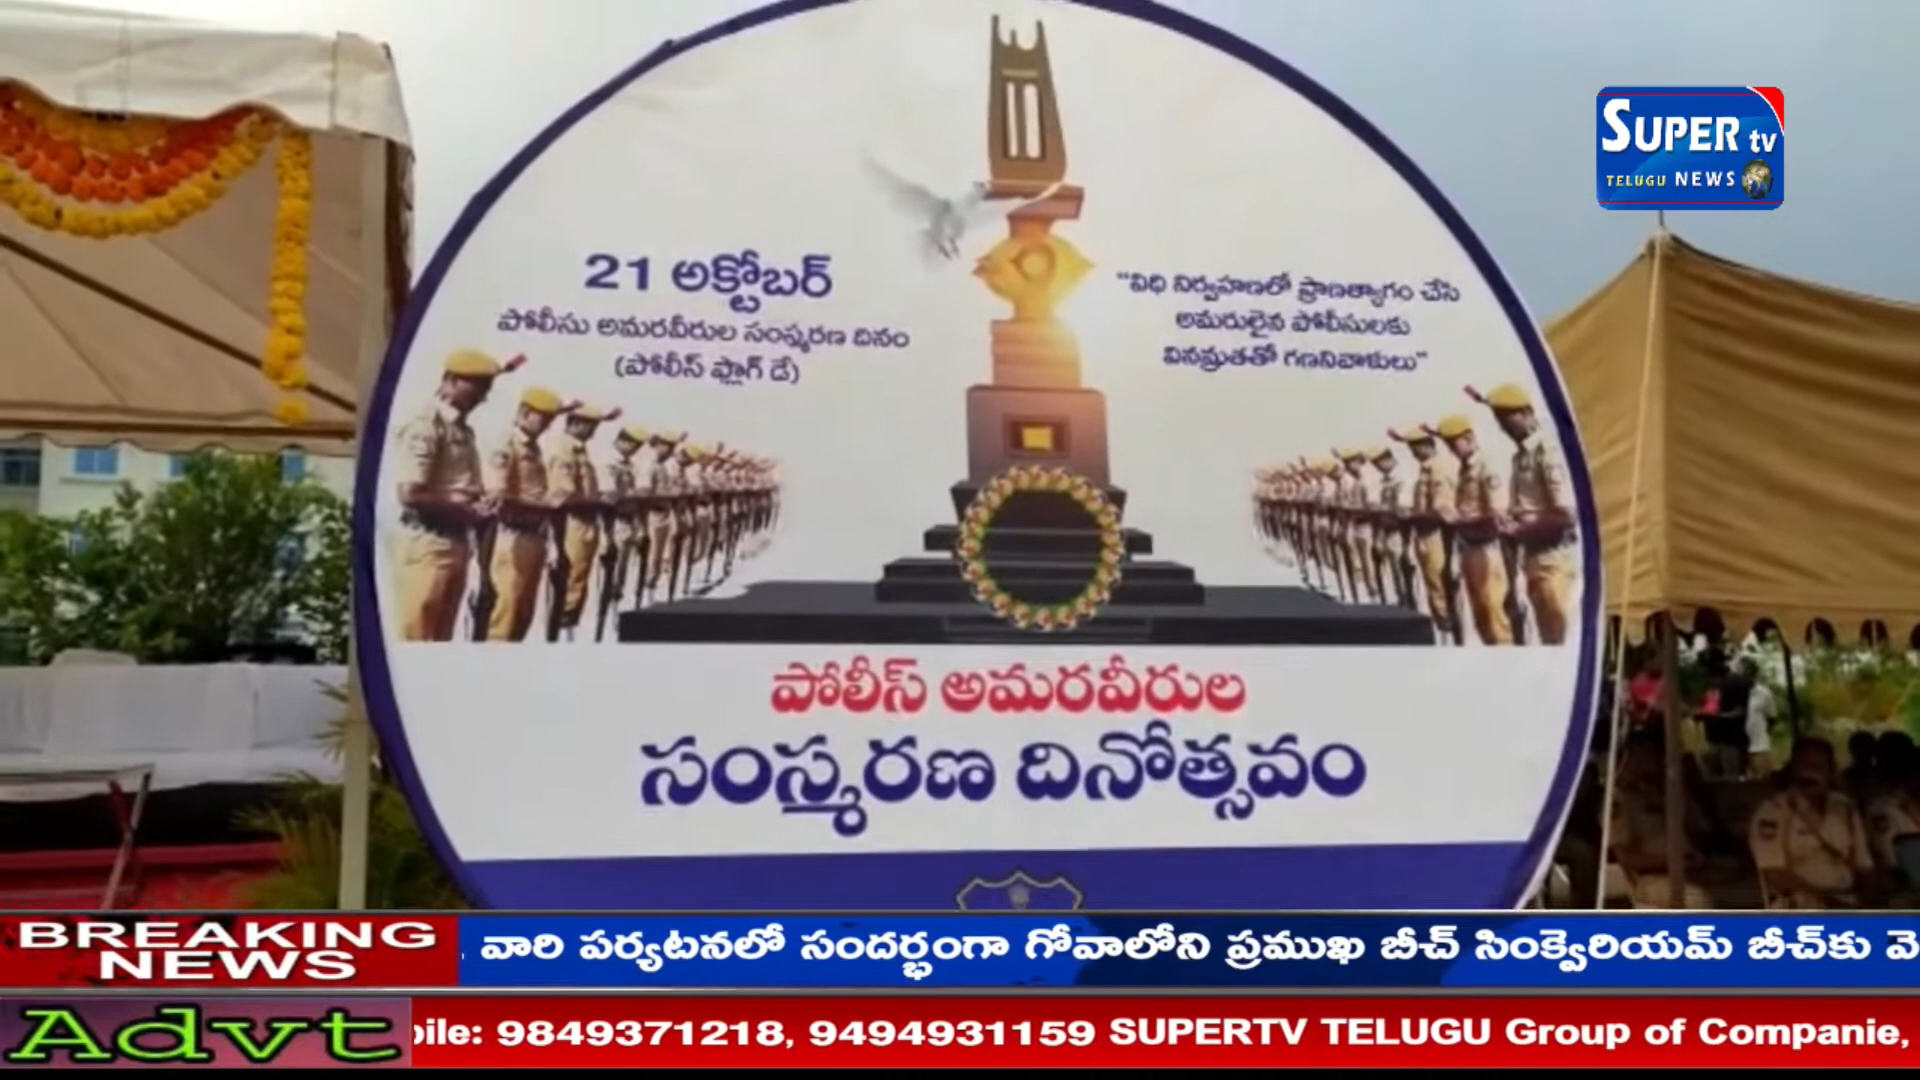 SUPER tv
TELUGU NEWS
21 అక్టోబర్
పోలీసు అమరవీరుల సంస్మరణ దినం
(పోలీస్ ఫ్లాగ్ డే)
"విధి నిర్వహణలో ప్రాణత్యాగం చేసి
అమరులైన పోలీసులకు
వినమ్రతతో గణనివాళులు"
పోలీస్ అమరవీరుల
సంస్మరణ దినోత్సవం
BREAKING
NEWS
. వారి పర్యటనలో సందర్భంగా గోవాలోని ప్రముఖ బీచ్ సింక్వెరియమ్ బీచ్‌కు వె
Advt
bile: 9849371218, 9494931159 SUPERTV TELUGU Group of Companie,